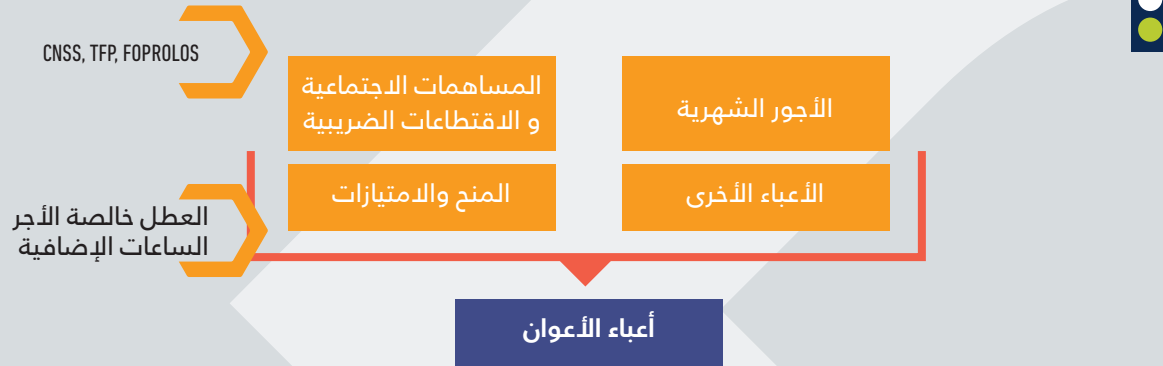 CNSS, TFP, FOPROLOS
الأجور الشهرية
المساهمات الاجتماعية
و الاقتطاعات الضريبية
الأعباء الأخرى
المنح والامتيازات
العطل خالصة الأجر
الساعات الإضافية
أعباء الأعوان